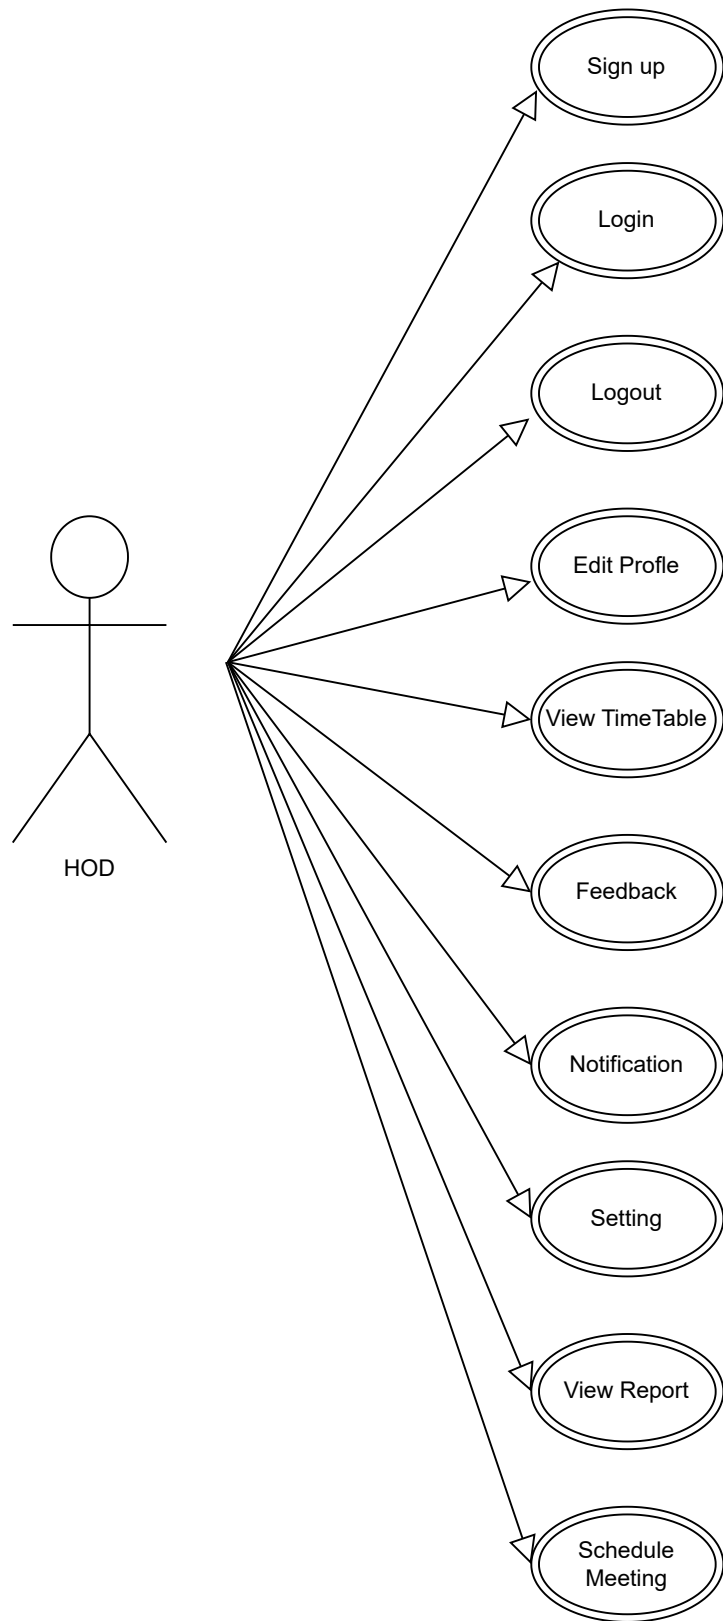 Sign up
Login
Logout
Edit Profle
View TimeTable
HOD
Feedback
Notification
Setting
View Report
Schedule
Meeting